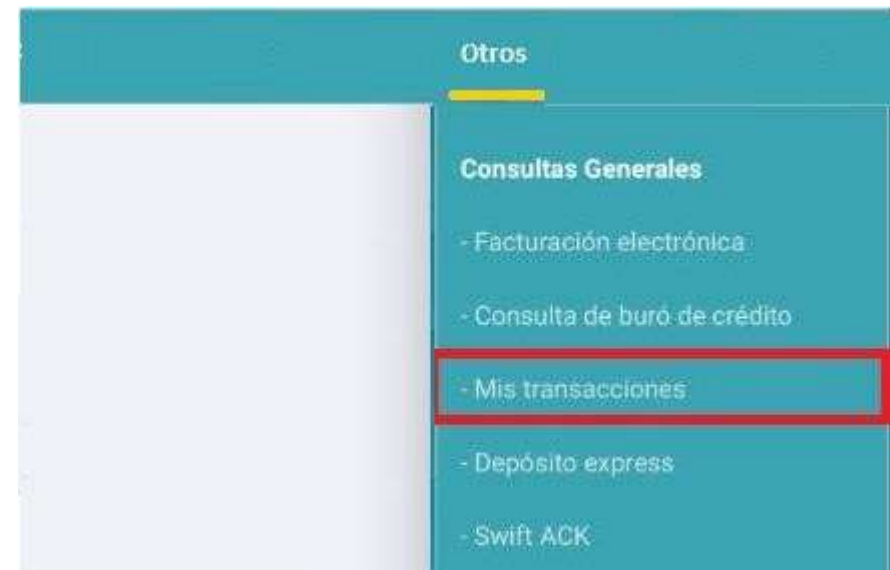 Otros
Consultas Generales
- Facturación electrónica
- Consulta de buró de crédito
- Mis transacciones
- Depósito express
- Swift ACK